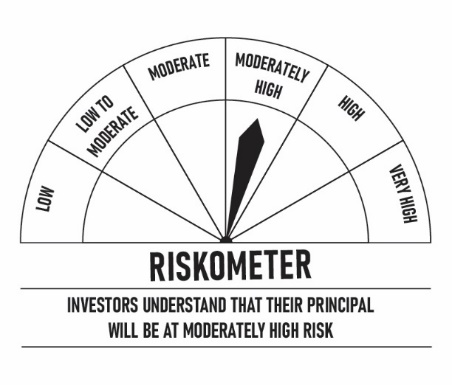 LOW
LOW TO
MODERATE
MODERATE
MODERATELY
HIGH
HIGH
VERY HIGH
RISKOMETER
INVESTORS UNDERSTAND THAT THEIR PRINCIPAL
WILL BE AT MODERATELY HIGH RISK